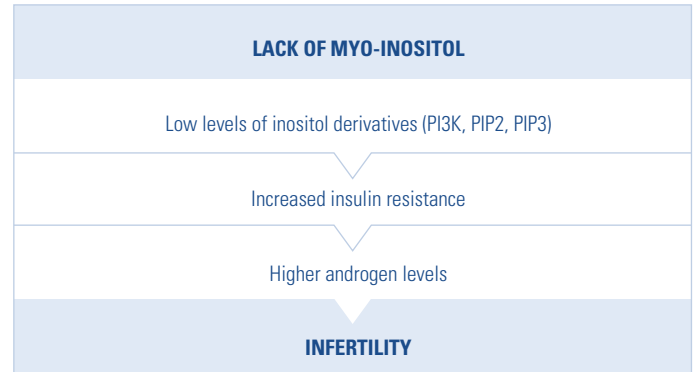 LACK OF MYO-INOSITOL
Low levels of inositol derivatives (PI3K, PIP2, PIP3)
Increased insulin resistance
Higher androgen levels
INFERTILITY